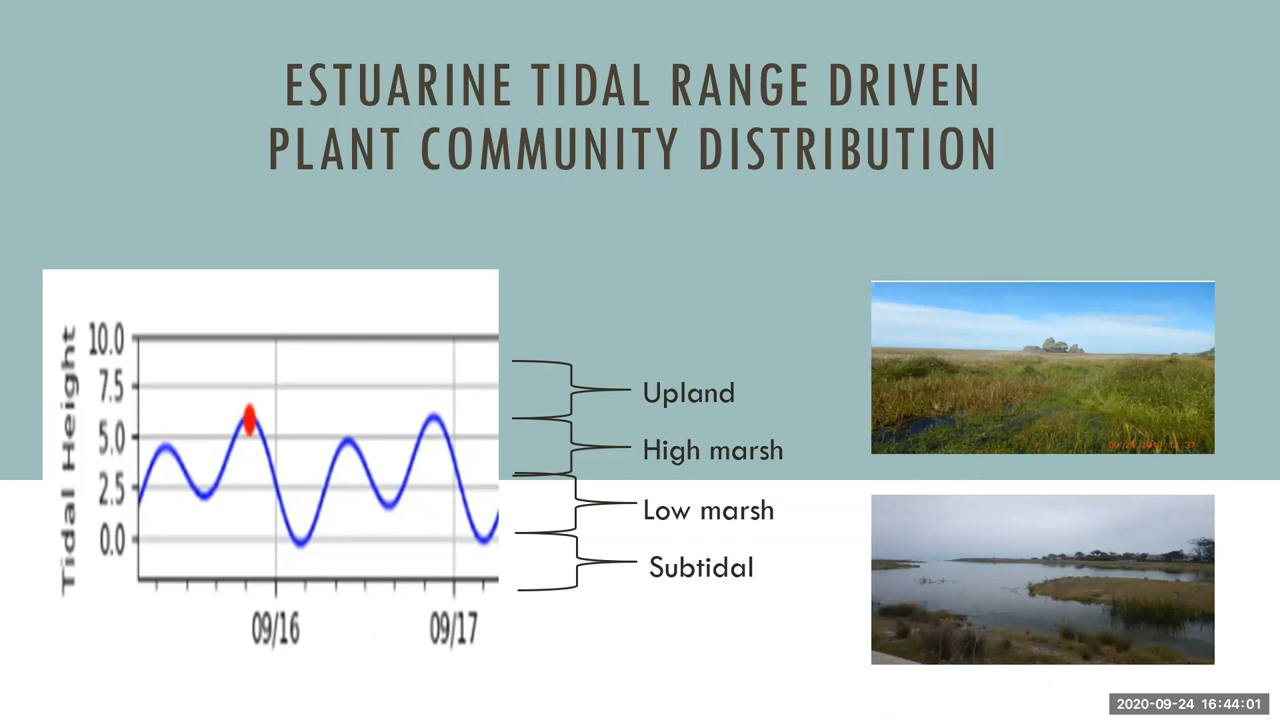 ESTUARINE TIDAL RANGE DRIVEN
PLANT COMMUNITY DISTRIBUTION
Tidal Height
10.0
7.5
5.0
2.5
0.0
09/16
09/17
Upland
High marsh
Low marsh
Subtidal
2020-09-24 16:44:01